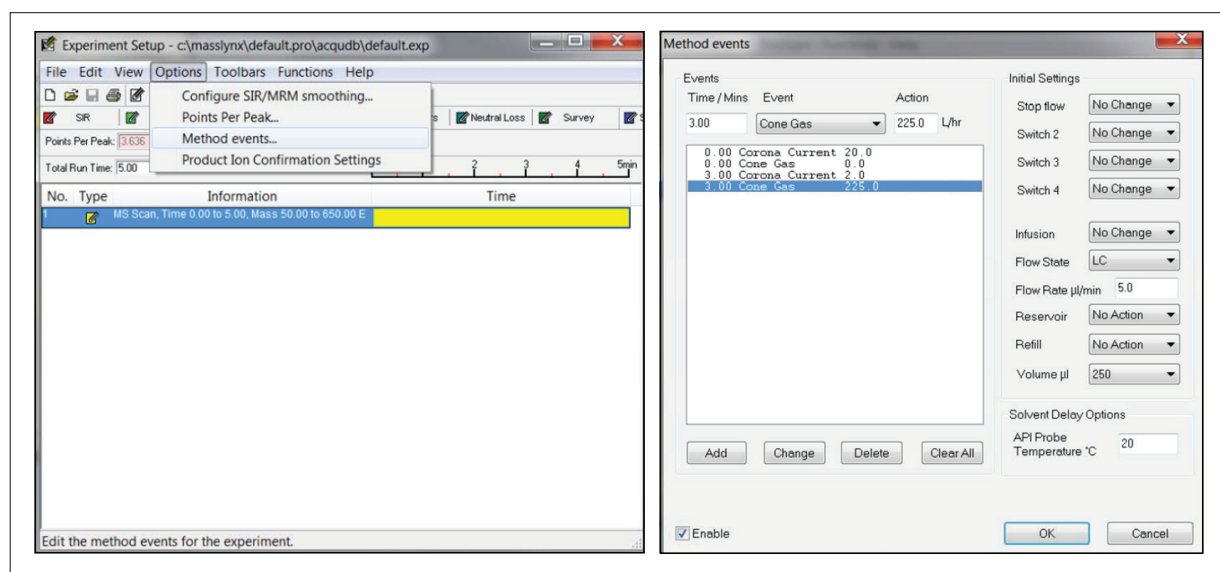 Experiment Setup - c:\masslynx\default.pro\acqudb\default.exp
File Edit View Options Toolbars Functions Help
Configure SIR/MRM smoothing...
SIR
Points Per Peak...
s Neutral Loss Survey
Points Per Peak: 3.636
Method events...
Total Run Time: 5.00
Product Ion Confirmation Settings
2 3 4 5min
No. Type Information Time
1 MS Scan, Time 0.00 to 5.00, Mass 50.00 to 650.00 E
Edit the method events for the experiment.
Method events
Events
Time / Mins Event Action
3.00 Cone Gas 225.0 L/hr
0.00 Corona Current 20.0
0.00 Cone Gas 0.0
3.00 Corona Current 2.0
3.00 Cone Gas 225.0
Add Change Delete Clear All
Enable
Initial Settings
Stop flow No Change
Switch 2 No Change
Switch 3 No Change
Switch 4 No Change
Infusion No Change
Flow State LC
Flow Rate µl/min 5.0
Reservoir No Action
Refill No Action
Volume µl 250
Solvent Delay Options
API Probe
Temperature °C 20
OK Cancel